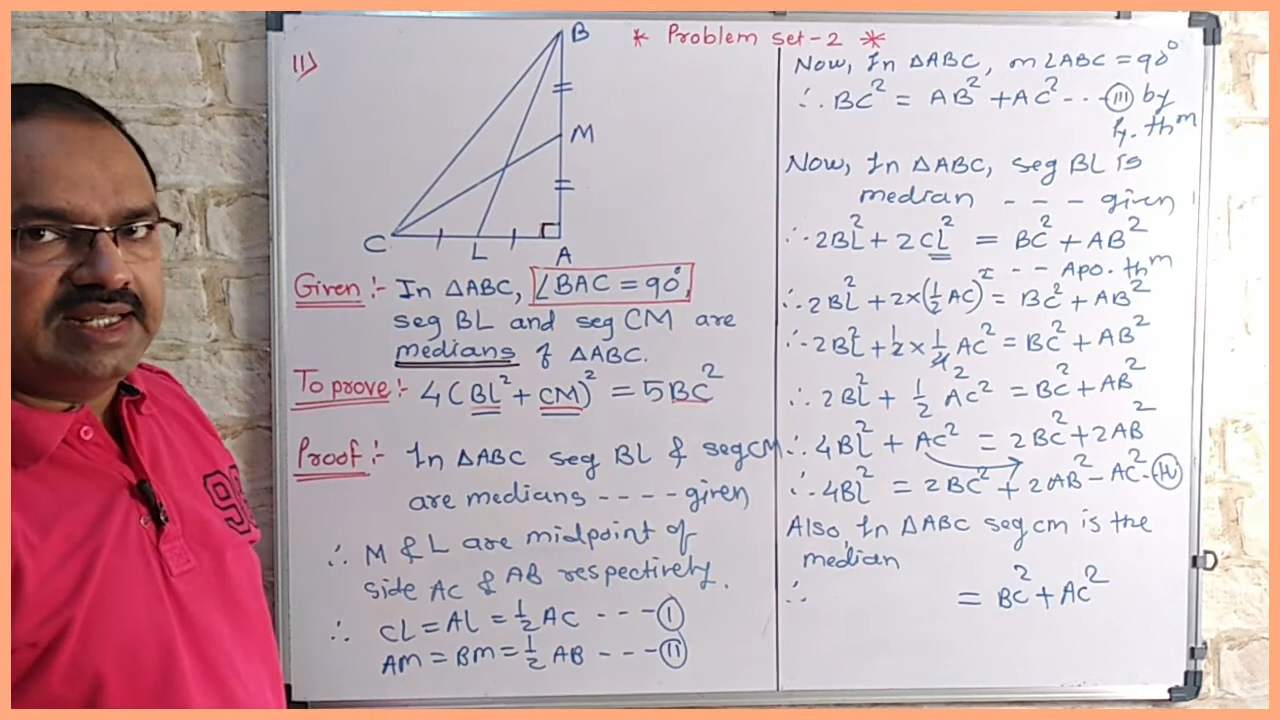 * Problem set-2 *
11)
B
M
C
L
A
Given :- In △ABC, ∠BAC = 90°,
seg BL and seg CM are
medians of △ABC.
To prove :- 4(BL² + CM)² = 5BC²
Proof :- In △ABC seg BL & seg CM
are medians ---- given
∴ M & L are midpoint of
side AC & AB respectively.
∴ CL = AL = ½ AC --- Ⓘ
AM = BM = ½ AB --- Ⓘⓘ
Now, In △ABC, m∠ABC = 90°
∴ BC² = AB² + AC² --- (III) by
Py. thm
Now, In △ABC, seg BL is
median --- given
∴ 2BL² + 2CL² = BC² + AB²
-- Apo. thm
∴ 2BL² + 2×(½ AC)² = BC² + AB²
∴ 2BL² + 2 × 1/4 2 AC² = BC² + AB²
∴ 2BL² + ½ AC² = BC² + AB²
∴ 4BL² + AC² = 2BC² + 2AB²
∴ 4BL² = 2BC² + 2AB² - AC² - (IV)
Also, In △ABC seg cm is the
median
∴ = BC² + AC²